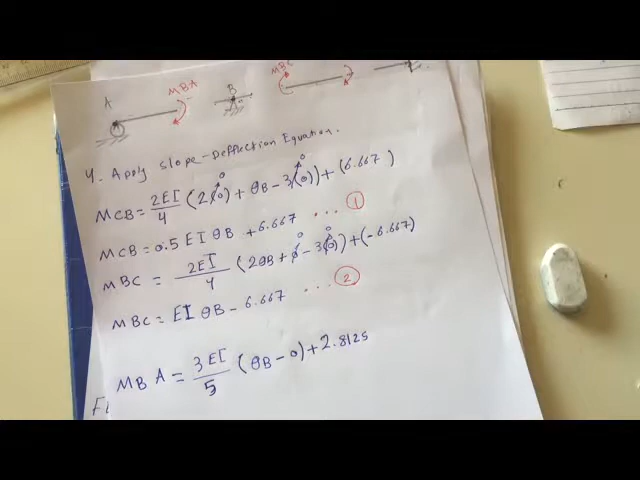 MBA
MBC
A
B
4. Apply Slope-Defflection Equation.
MCB = 2EI/4 (2(0) + θB - 3(0)) + (6.667)
MCB = 0.5 EI θB + 6.667 ... ①
MBC = 2EI/4 (2θB + 0 - 3(0)) + (-6.667)
MBC = EI θB - 6.667 ... ②
MBA = 3EI/5 (θB - 0) + 2.8125